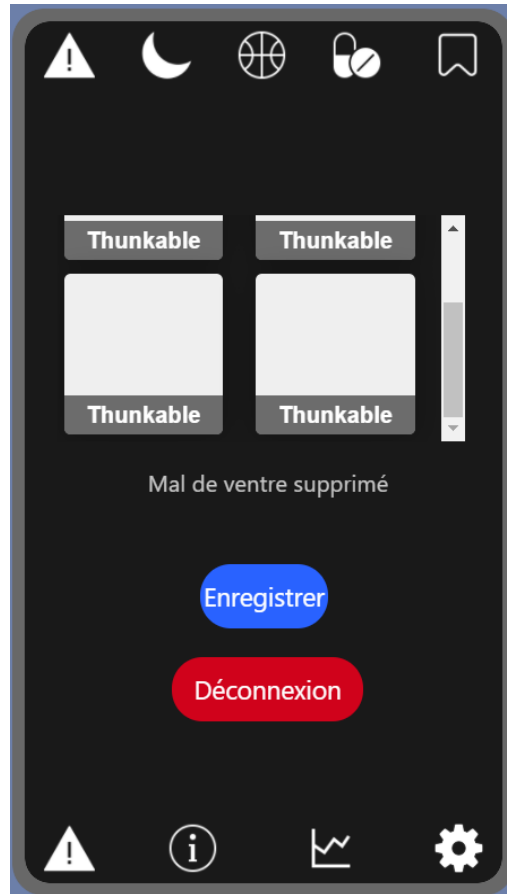 Thunkable Thunkable
Thunkable Thunkable
Mal de ventre supprimé
Enregistrer
Déconnexion